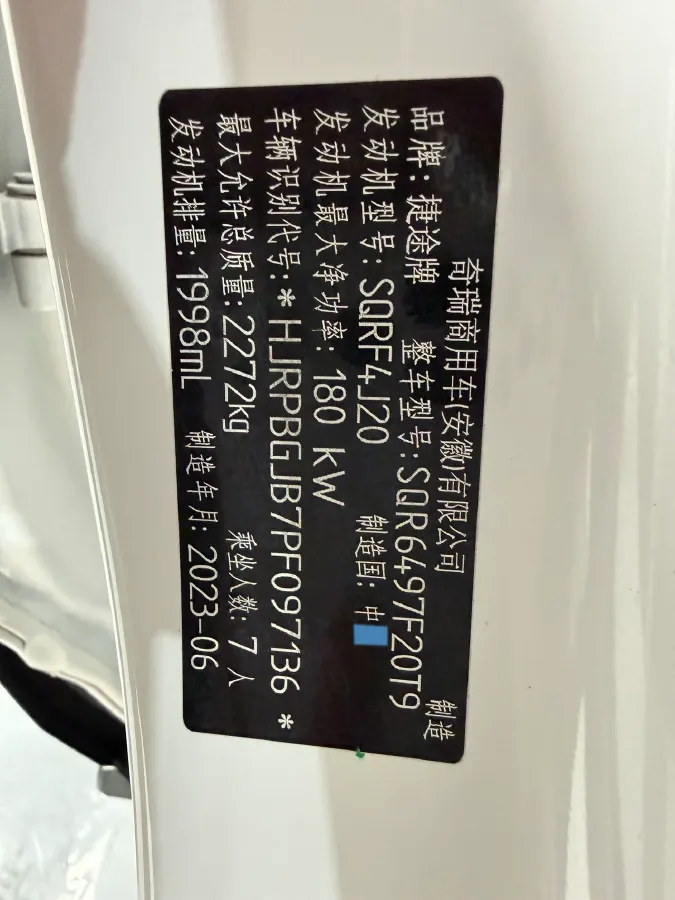 奇瑞商用车(安徽)有限公司 制造
品牌: 捷途牌 整车型号: SQR6497F20T9
发动机型号: SQRF4J20 制造国: 中
发动机最大净功率: 180 kW
车辆识别代号: *HJRPBGJB7PF097136*
最大允许总质量: 2272kg 乘坐人数: 7 人
发动机排量: 1998mL 制造年月: 2023-06